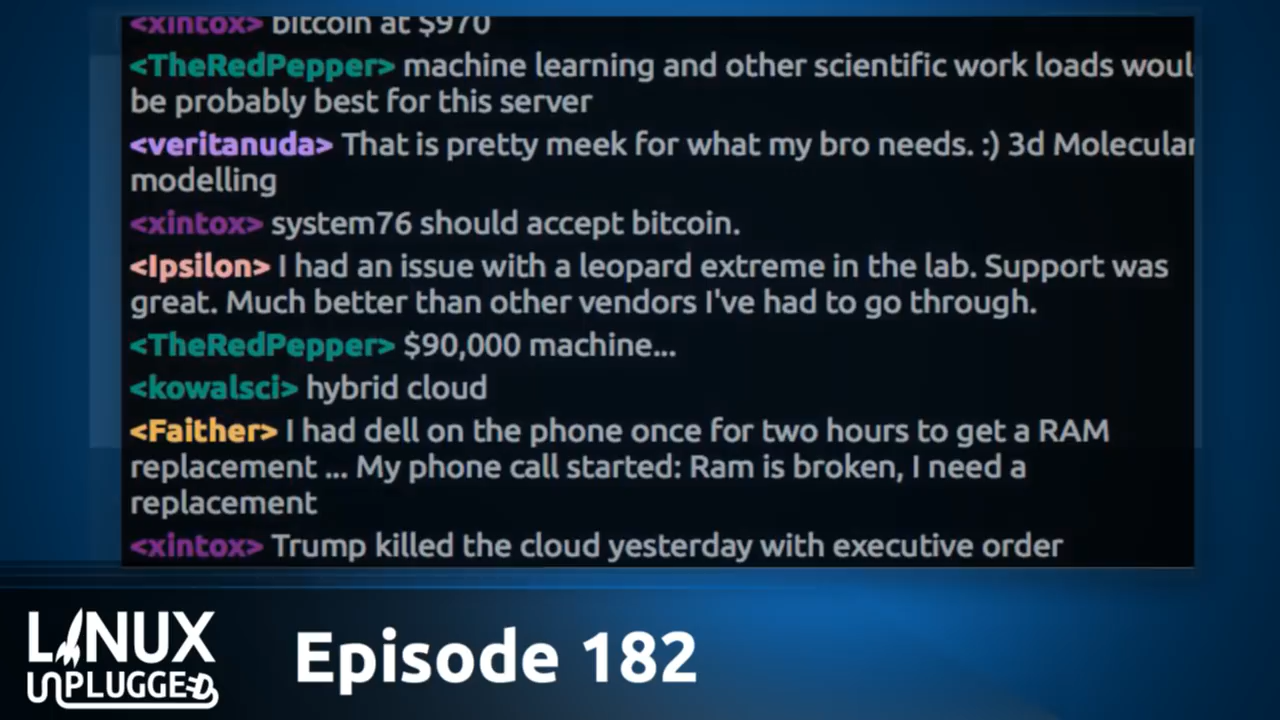 <xintox> bitcoin at $970
<TheRedPepper> machine learning and other scientific work loads woul
be probably best for this server
<veritanuda> That is pretty meek for what my bro needs. :) 3d Molecular
modelling
<xintox> system76 should accept bitcoin.
<Ipsilon> I had an issue with a leopard extreme in the lab. Support was
great. Much better than other vendors I've had to go through.
<TheRedPepper> $90,000 machine...
<kowalsci> hybrid cloud
<Faither> I had dell on the phone once for two hours to get a RAM
replacement ... My phone call started: Ram is broken, I need a
replacement
<xintox> Trump killed the cloud yesterday with executive order
LINUX
UNPLUGGED
Episode 182